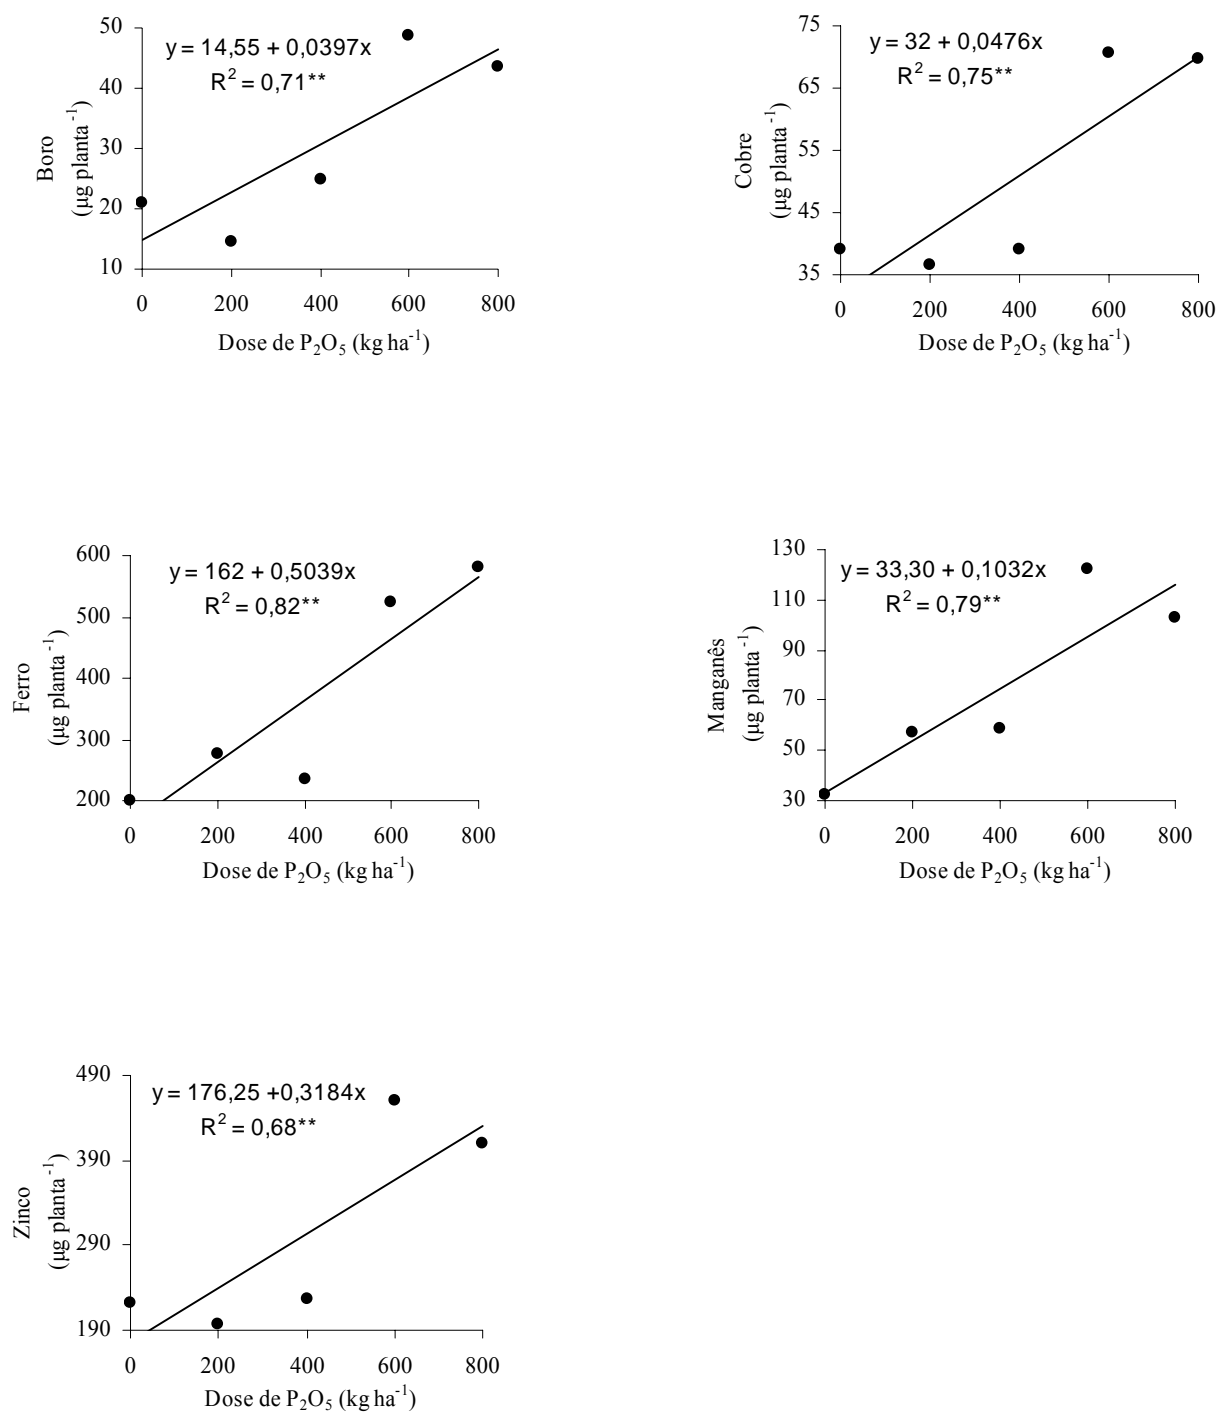 y = 14,55 + 0,0397x
R² = 0,71**
50
40
30
20
10
Boro
(µg planta⁻¹)
0 200 400 600 800
Dose de P₂O₅ (kg ha⁻¹)
y = 32 + 0,0476x
R² = 0,75**
75
65
55
45
35
Cobre
(µg planta⁻¹)
0 200 400 600 800
Dose de P₂O₅ (kg ha⁻¹)
y = 162 + 0,5039x
R² = 0,82**
600
500
400
300
200
Ferro
(µg planta⁻¹)
0 200 400 600 800
Dose de P₂O₅ (kg ha⁻¹)
y = 33,30 + 0,1032x
R² = 0,79**
130
110
90
70
50
30
Manganês
(µg planta⁻¹)
0 200 400 600 800
Dose de P₂O₅ (kg ha⁻¹)
y = 176,25 +0,3184x
R² = 0,68**
490
390
290
190
Zinco
(µg planta⁻¹)
0 200 400 600 800
Dose de P₂O₅ (kg ha⁻¹)